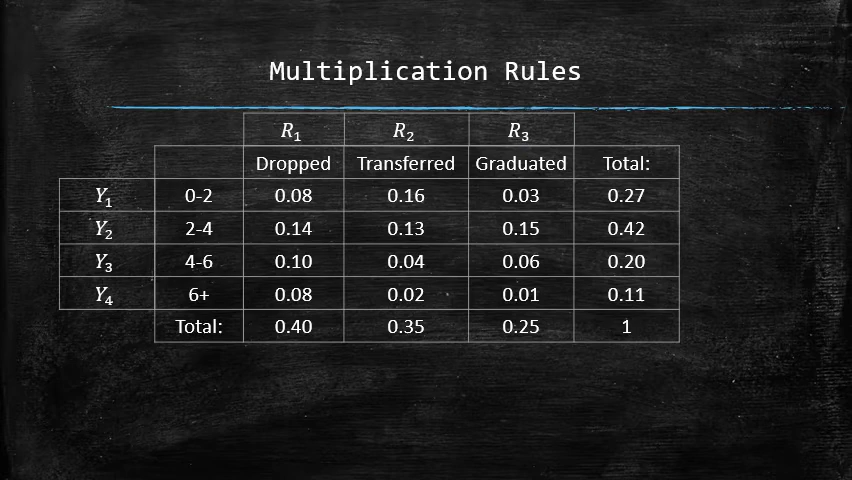 Multiplication Rules
R₁ R₂ R₃
Dropped Transferred Graduated Total:
Y₁ 0-2 0.08 0.16 0.03 0.27
Y₂ 2-4 0.14 0.13 0.15 0.42
Y₃ 4-6 0.10 0.04 0.06 0.20
Y₄ 6+ 0.08 0.02 0.01 0.11
Total: 0.40 0.35 0.25 1